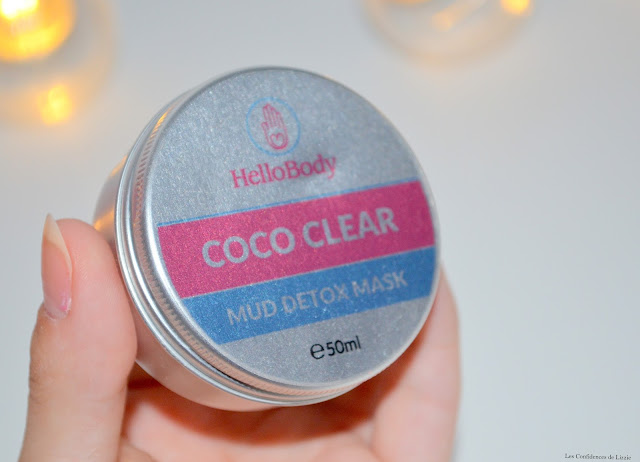 HelloBody
COCO CLEAR
MUD DETOX MASK
℮50ml
Les Confidences de Lizzie